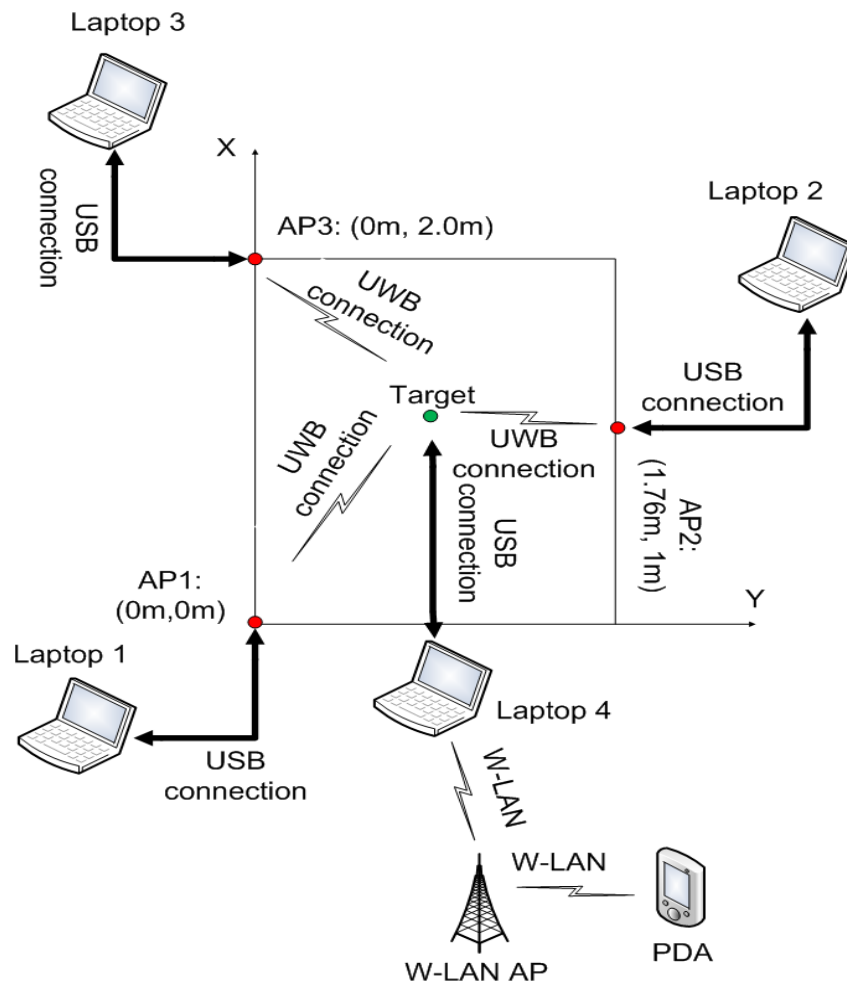 Laptop 3
X
USB
connection
AP3: (0m, 2.0m)
Laptop 2
UWB
connection
USB
connection
Target
UWB
connection
UWB
connection
USB
connection
AP2:
(1.76m, 1m)
AP1:
(0m,0m)
Y
Laptop 1
USB
connection
Laptop 4
W-LAN
W-LAN
W-LAN AP
PDA